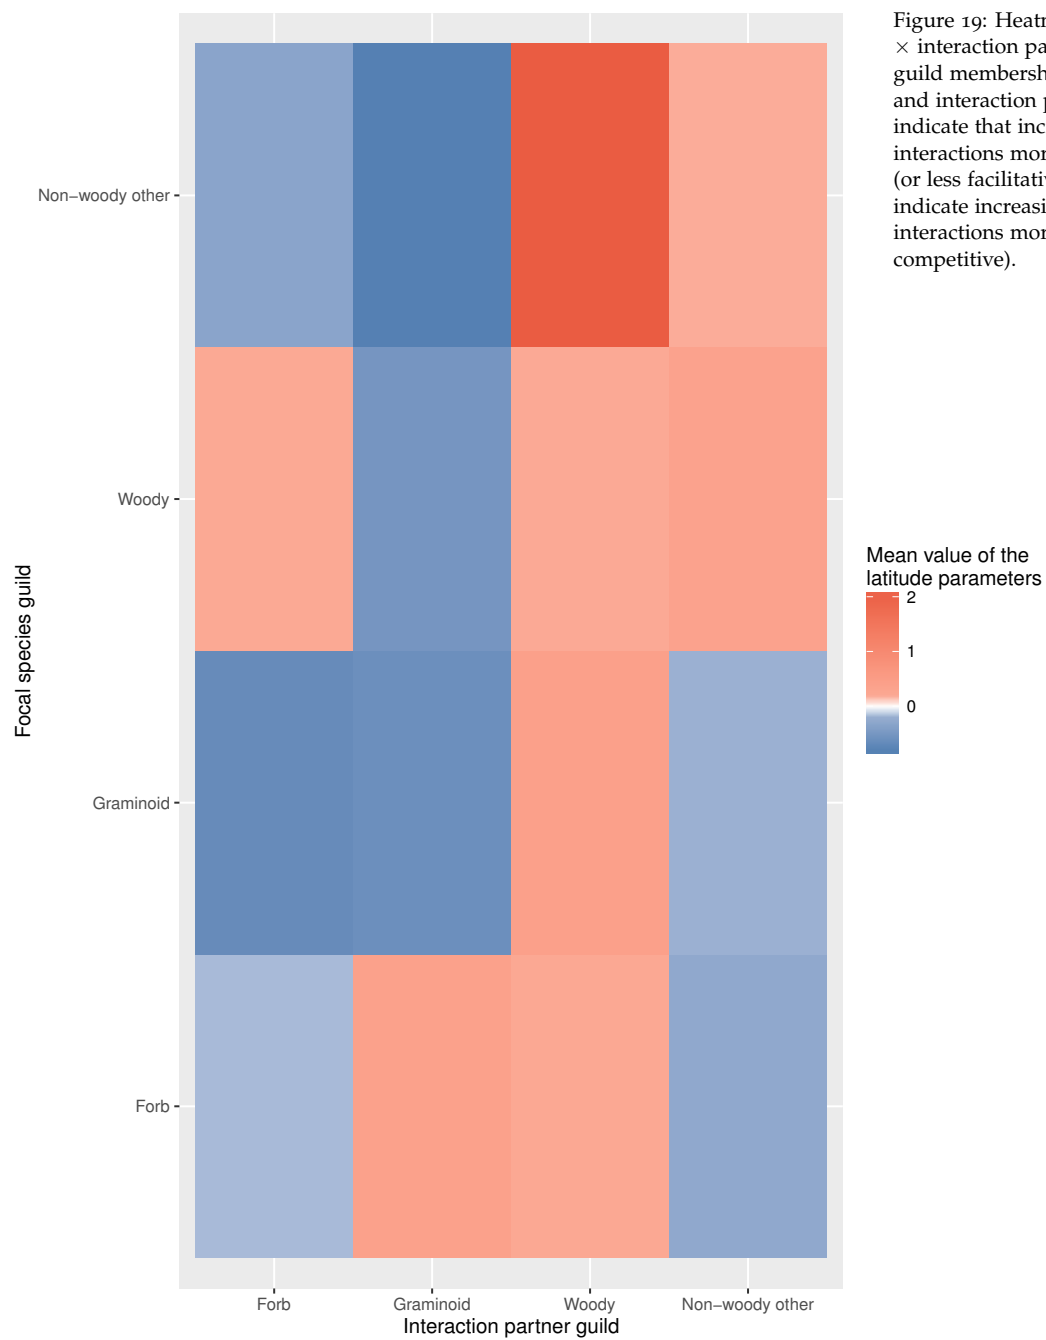 Figure 19: Heat
× interaction pa
guild membersh
and interaction
indicate that inc
interactions mor
(or less facilitativ
indicate increasi
interactions mor
competitive).
Non−woody other
Woody
Graminoid
Forb
Focal species guild
Forb
Graminoid
Woody
Non−woody other
Interaction partner guild
Mean value of the
latitude parameters
2
1
0